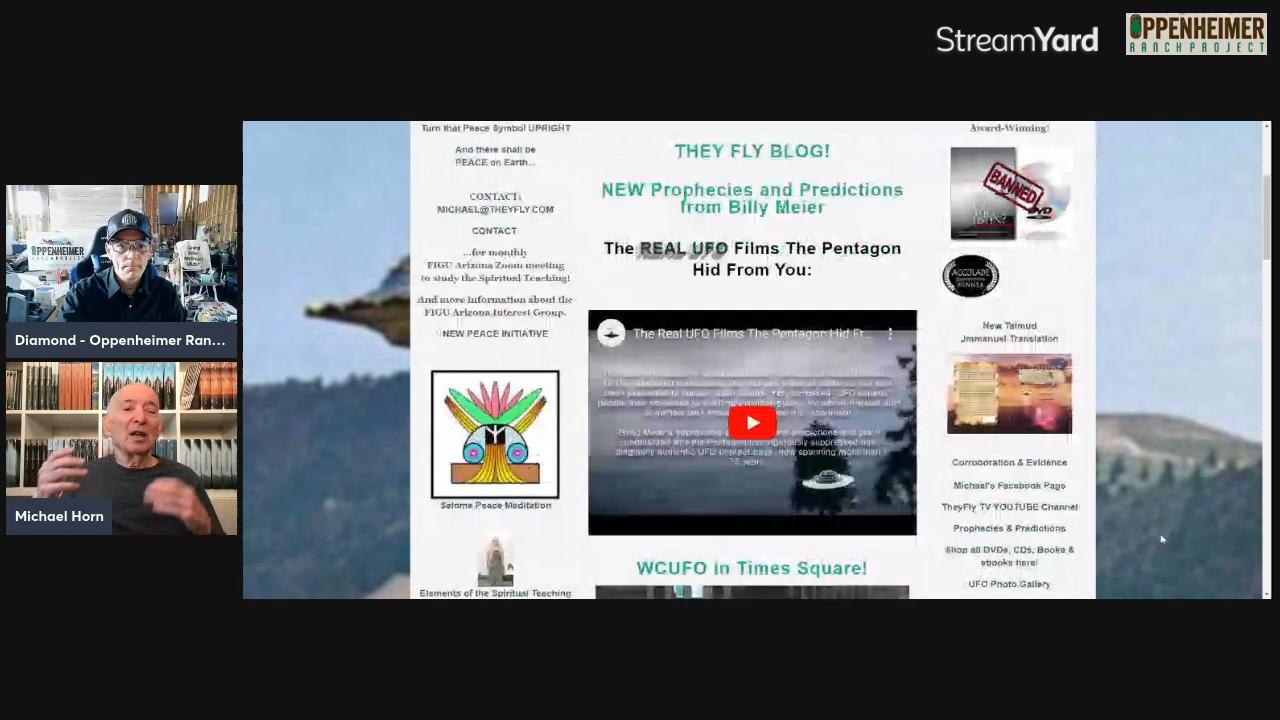 StreamYard
OPPENHEIMER
RANCH PROJECT
OPPENHEIMER
Diamond - Oppenheimer Ran...
Michael Horn
Turn that Peace Symbol UPRIGHT
And there shall be
PEACE on Earth...
CONTACT:
MICHAEL@THEYFLY.COM
CONTACT
...for monthly
FIGU Arizona Zoom meeting
to study the Spiritual Teaching!
And more information about the
FIGU Arizona Interest Group.
NEW PEACE INITIATIVE
Salome Peace Meditation
Elements of the Spiritual Teaching
THEY FLY BLOG!
NEW Prophecies and Predictions
from Billy Meier
The REAL UFO Films The Pentagon
Hid From You:
The Real UFO Films The Pentagon Hid Fr...
WCUFO in Times Square!
Award-Winning!
BANNED
DVD
ACCOLADE
WINNER
New Talmud
Jmmanuel Translation
Corroboration & Evidence
Michael's Facebook Page
TheyFly TV YOUTUBE Channel
Prophecies & Predictions
Shop all DVDs, CDs, Books &
ebooks here!
UFO Photo Gallery